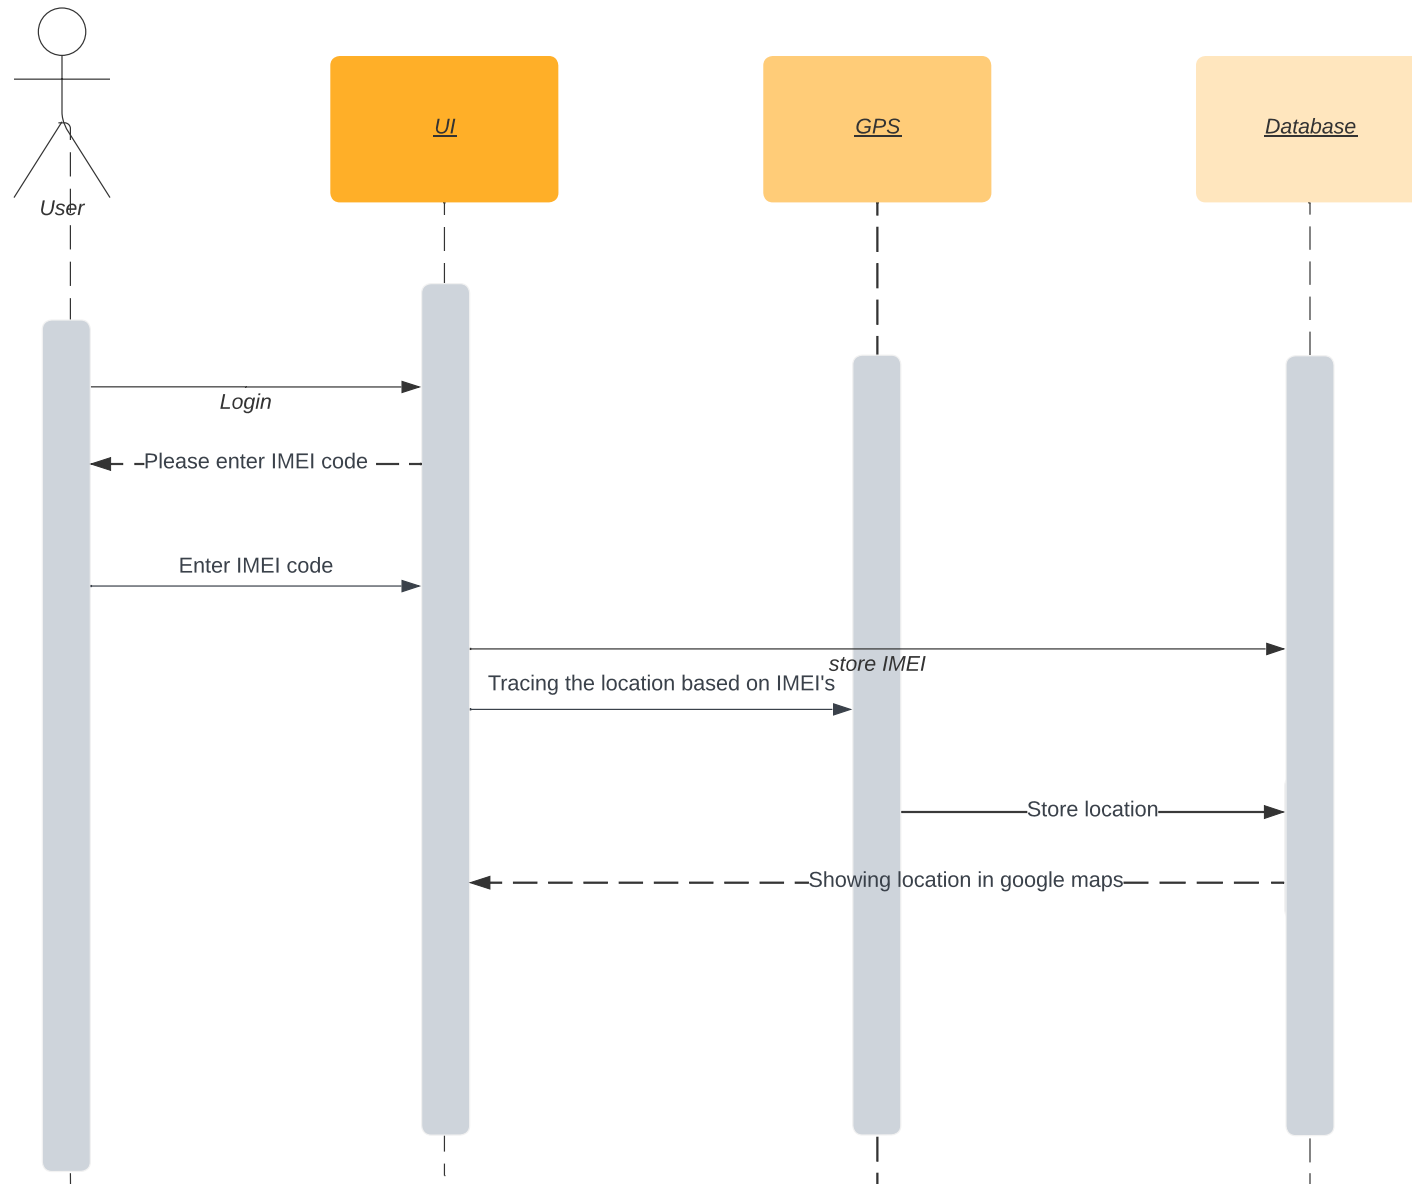 UI
GPS
Database
User
Login
Please enter IMEI code
Enter IMEI code
store IMEI
Tracing the location based on IMEI's
Store location
Showing location in google maps